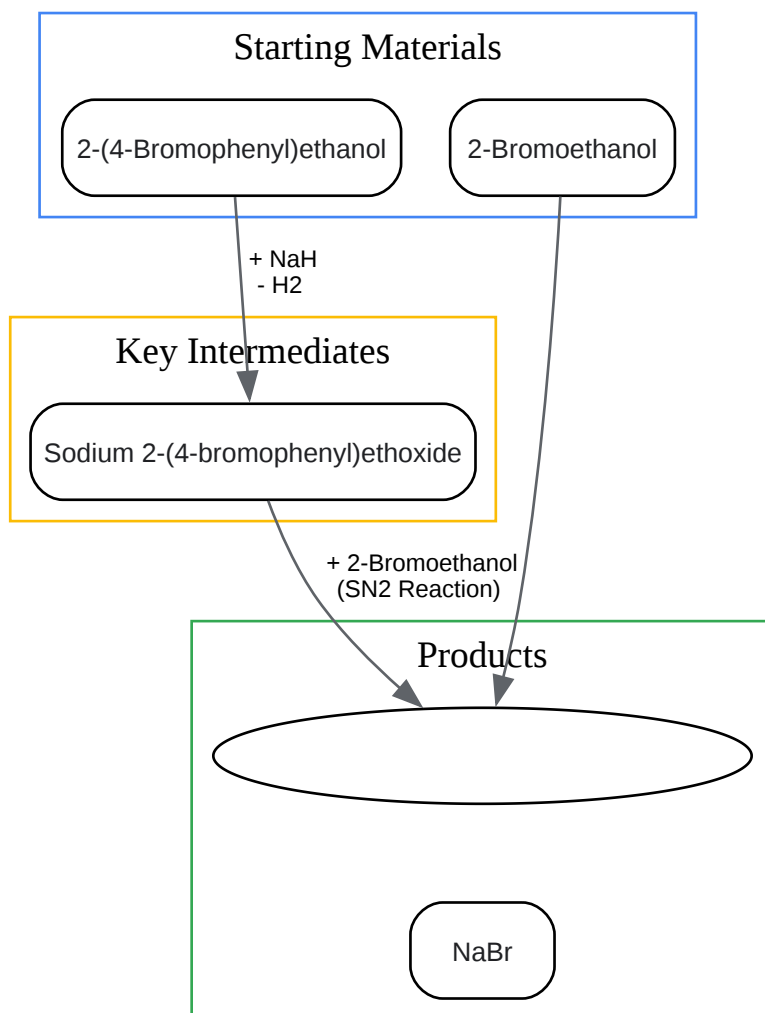 Starting Materials
2-(4-Bromophenyl)ethanol
2-Bromoethanol
+ NaH
- H2
Key Intermediates
Sodium 2-(4-bromophenyl)ethoxide
+ 2-Bromoethanol
(SN2 Reaction)
Products
NaBr